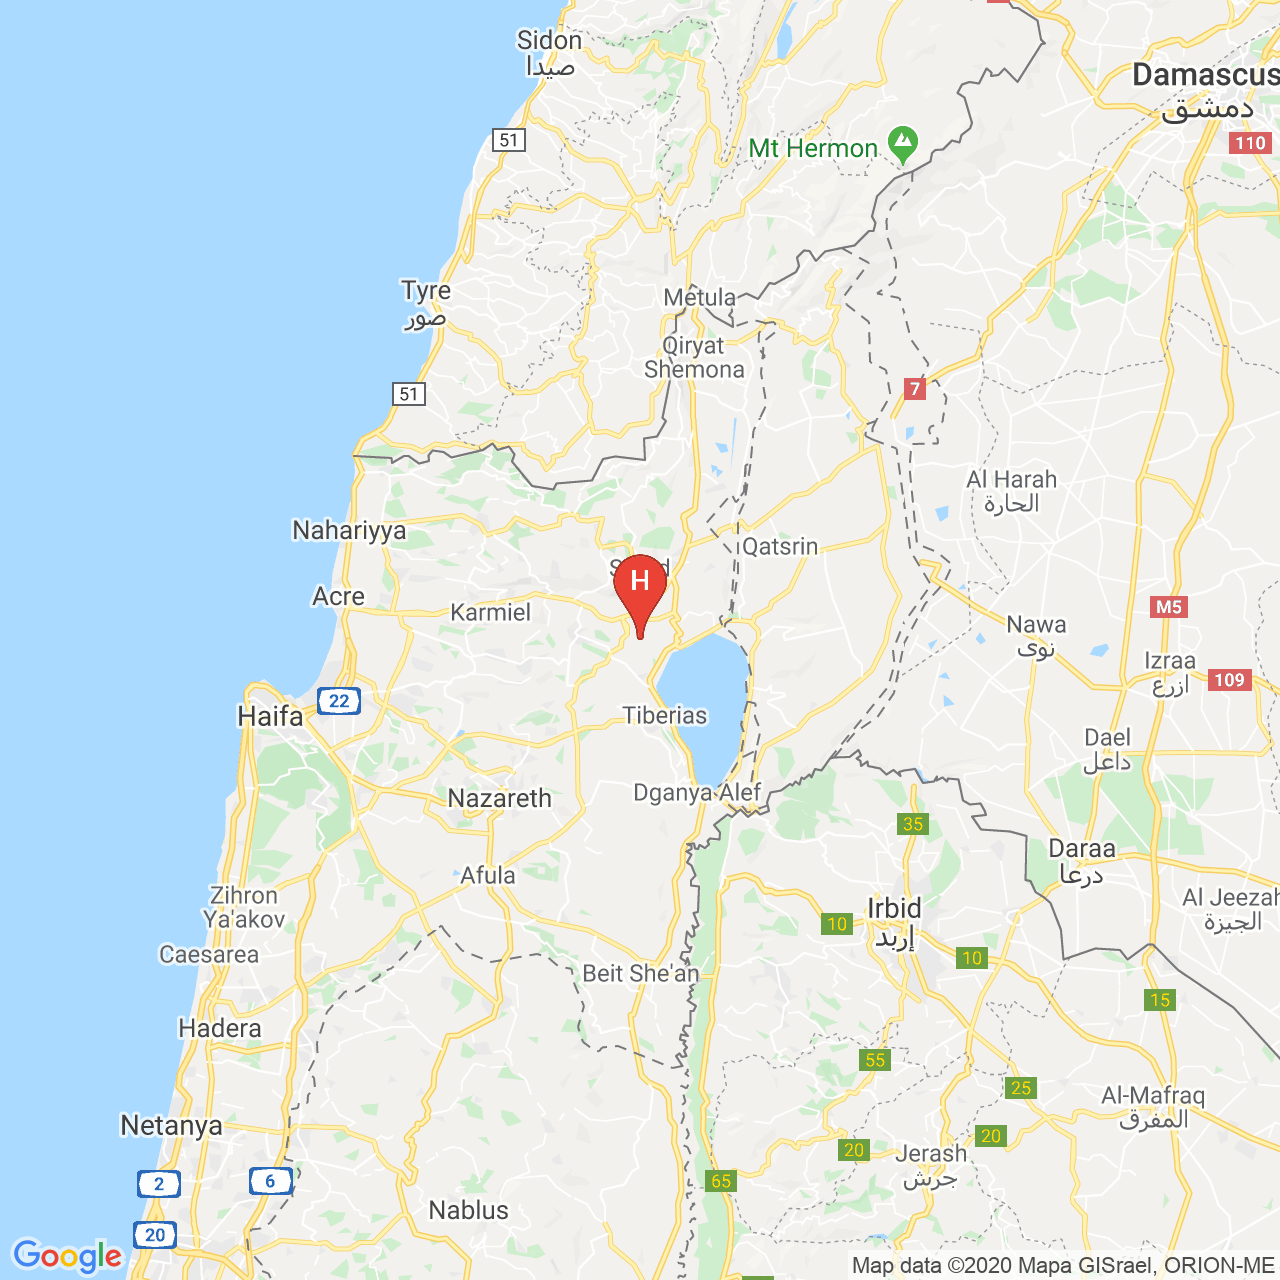 Sidon
صيدا
Damascus
دمشق
51
110
Mt Hermon
Tyre
صور
Metula
Qiryat
Shemona
51
7
Al Harah
الحارة
Nahariyya
Qatsrin
H
Acre
Karmiel
M5
Nawa
نوى
Izraa
ازرع
109
22
Haifa
Tiberias
Dael
داعل
Dganya Alef
Nazareth
35
Daraa
درعا
Afula
Zihron
Ya'akov
Al Jeezah
الجيزة
Irbid
إربد
10
Caesarea
10
Beit She'an
15
Hadera
55
25
Al-Mafraq
المفرق
Netanya
20
20
Jerash
جرش
2
6
65
Nablus
20
Google
Map data ©2020 Mapa GISrael, ORION-ME